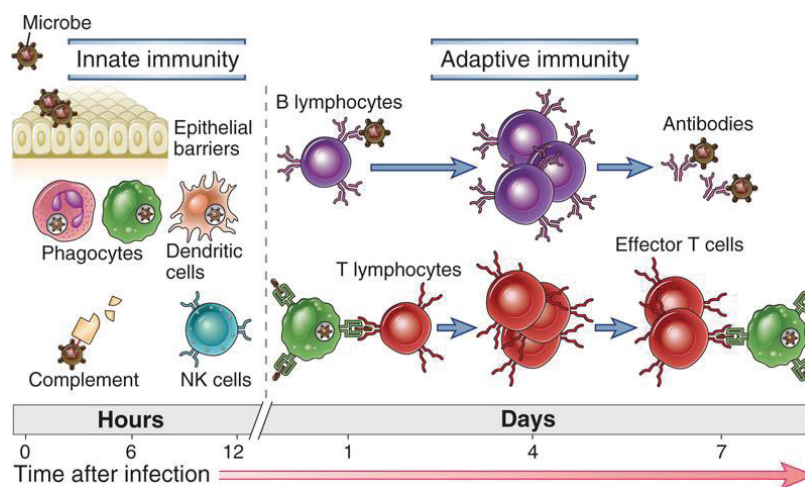 Microbe
Innate immunity
Adaptive immunity
Epithelial
barriers
B lymphocytes
Antibodies
Phagocytes
Dendritic
cells
T lymphocytes
Effector T cells
Complement
NK cells
Hours
Days
0 6 12 1 4 7
Time after infection